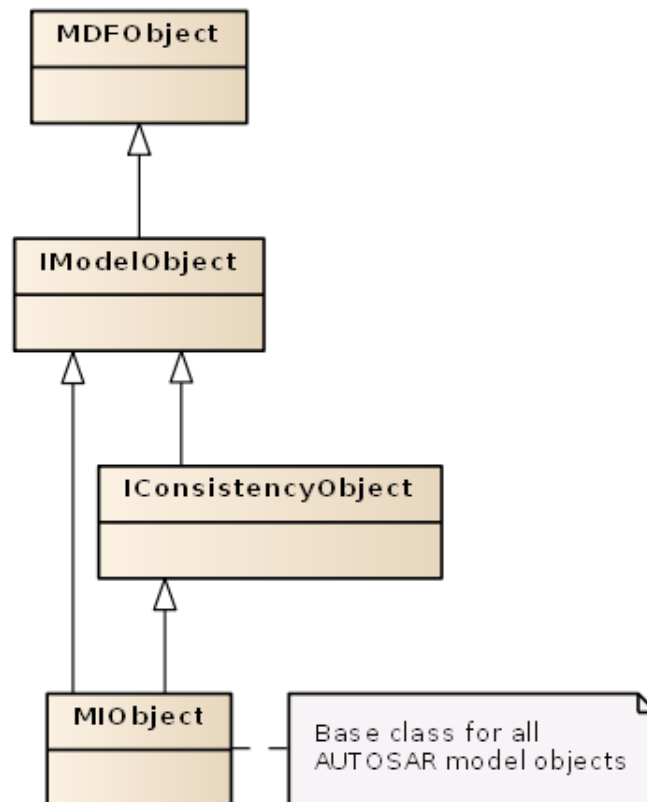 MDFObject
IModelObject
IConsistencyObject
MIObject
Base class for all
AUTOSAR model objects